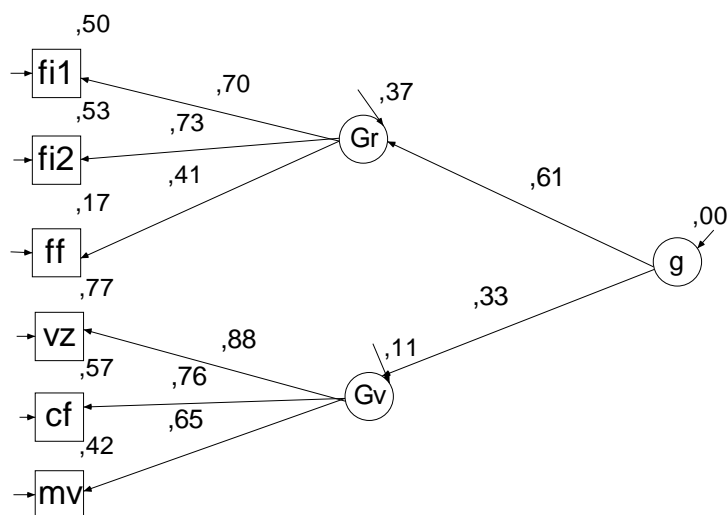 ,50
fi1
,70
,37
,53
,73
Gr
fi2
,41
,61
,17
,00
ff
g
,77
,33
vz
,88
,11
,57
,76
Gv
cf
,65
,42
mv